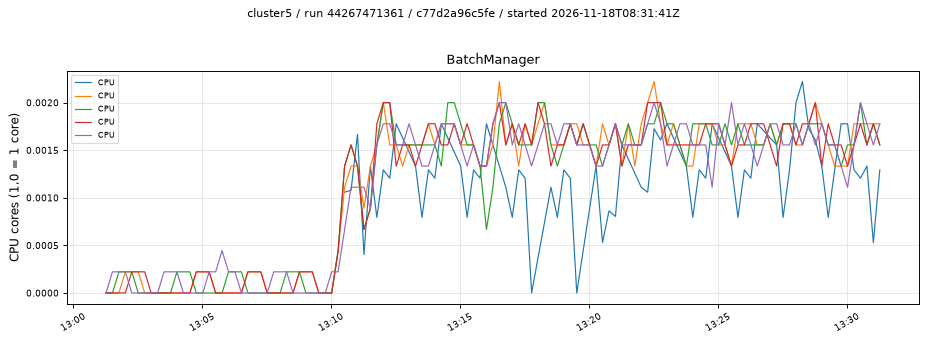 cluster5 / run 44267471361 / c77d2a96c5fe / started 2026-11-18T08:31:41Z
BatchManager
CPU
CPU
CPU
CPU
CPU
CPU cores (1.0 = 1 core)
0.0020
0.0015
0.0010
0.0005
0.0000
13:00
13:05
13:10
13:15
13:20
13:25
13:30